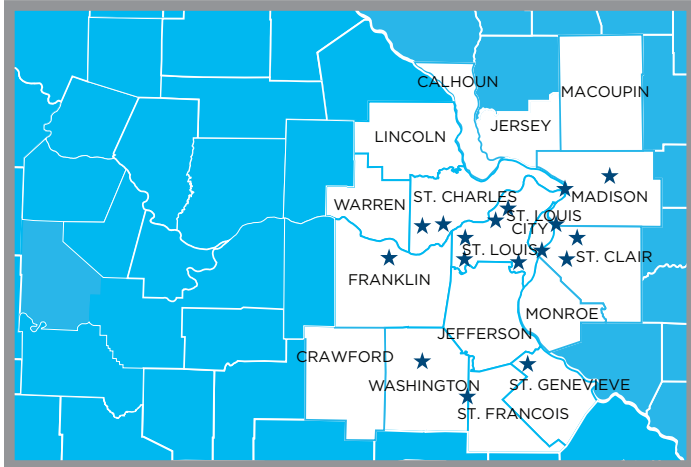 CALHOUN
MACOUPIN
JERSEY
LINCOLN
ST. CHARLES
MADISON
WARREN
ST. LOUIS
CITY
ST. LOUIS
ST. CLAIR
FRANKLIN
MONROE
JEFFERSON
CRAWFORD
WASHINGTON
ST. GENEVIEVE
ST. FRANCOIS